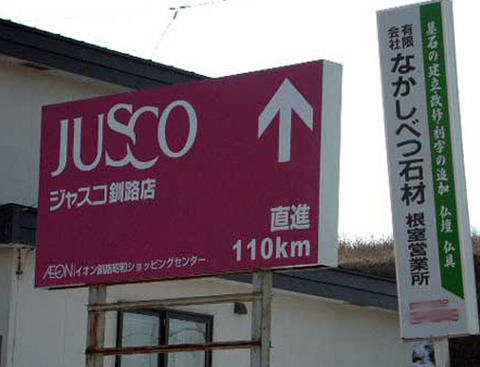 JUSCO
ジャスコ釧路店
直進
110km
AEON イオン釧路昭和ショッピングセンター
有限会社
なかしべつ石材
根室営業所
墓石の建立・改修・刻字の追加 仏壇 仏具